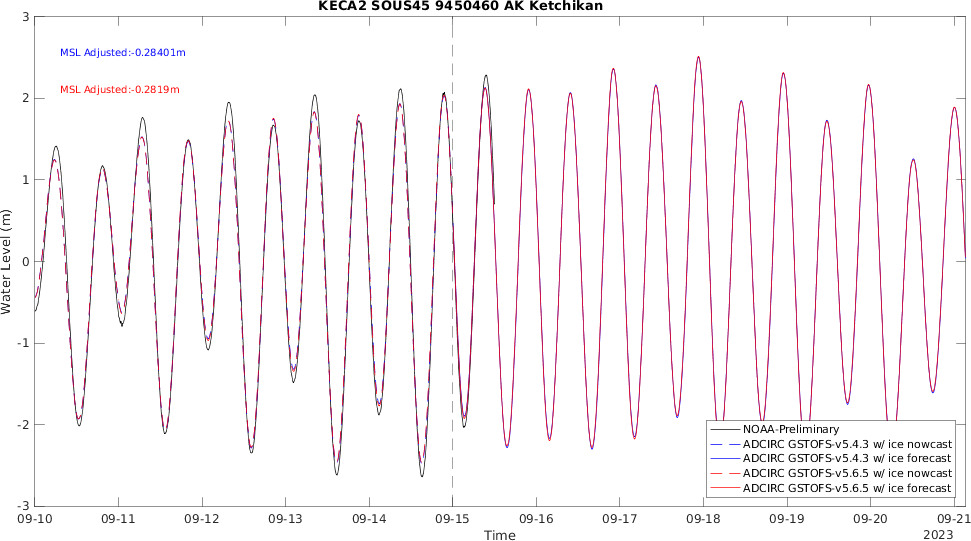 KECA2 SOUS45 9450460 AK Ketchikan
3
MSL Adjusted:-0.28401m
MSL Adjusted:-0.2819m
2
1
0
-1
-2
-3
Water Level (m)
NOAA-Preliminary
ADCIRC GSTOFS-v5.4.3 w/ ice nowcast
ADCIRC GSTOFS-v5.4.3 w/ ice forecast
ADCIRC GSTOFS-v5.6.5 w/ ice nowcast
ADCIRC GSTOFS-v5.6.5 w/ ice forecast
09-10 09-11 09-12 09-13 09-14 09-15 09-16 09-17 09-18 09-19 09-20 09-21
Time
2023